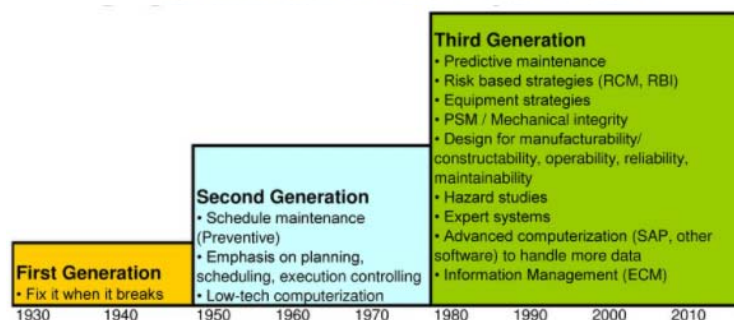 First Generation
• Fix it when it breaks
Second Generation
• Schedule maintenance
(Preventive)
• Emphasis on planning,
scheduling, execution controlling
• Low-tech computerization
Third Generation
• Predictive maintenance
• Risk based strategies (RCM, RBI)
• Equipment strategies
• PSM / Mechanical integrity
• Design for manufacturability/
constructability, operability, reliability,
maintainability
• Hazard studies
• Expert systems
• Advanced computerization (SAP, other
software) to handle more data
• Information Management (ECM)
1930 1940 1950 1960 1970 1980 1990 2000 2010